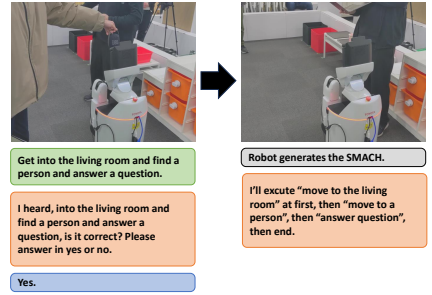 Get into the living room and find a
person and answer a question.
I heard, into the living room and
find a person and answer a
question, is it correct? Please
answer in yes or no.
Yes.
Robot generates the SMACH.
I'll excute "move to the living
room" at first, then "move to a
person", then "answer question",
then end.